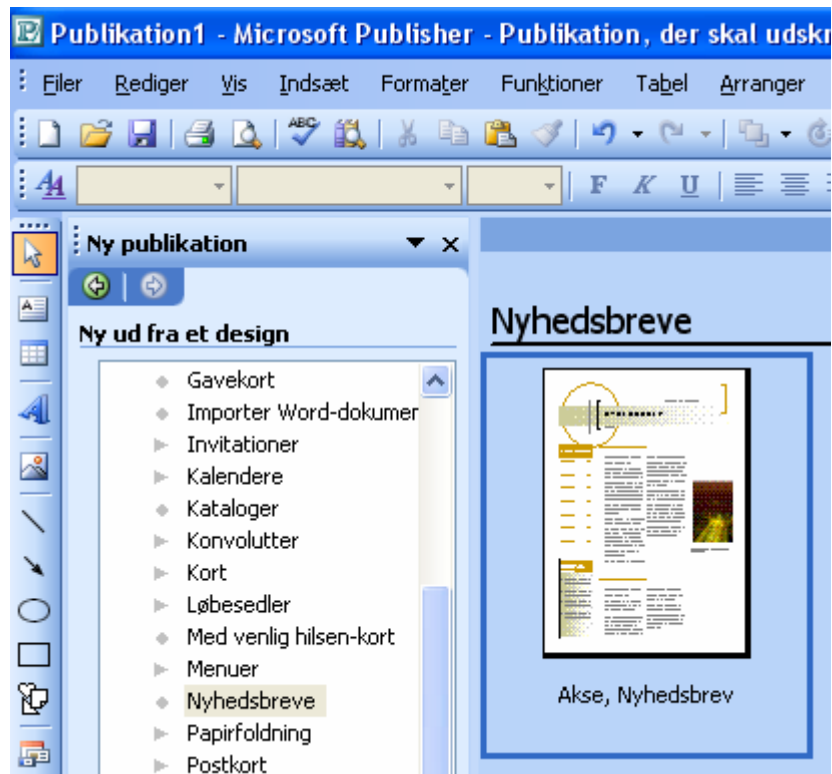 Publikation1 - Microsoft Publisher - Publikation, der skal udskr
Filer Rediger Vis Indsæt Formater Funktioner Tabel Arranger
ABC
A4 F K U
Ny publikation
Ny ud fra et design
Gavekort
Importer Word-dokumer
Invitationer
Kalendere
Kataloger
Konvolutter
Kort
Løbesedler
Med venlig hilsen-kort
Menuer
Nyhedsbreve
Papirfoldning
Postkort
Nyhedsbreve
Akse, Nyhedsbrev